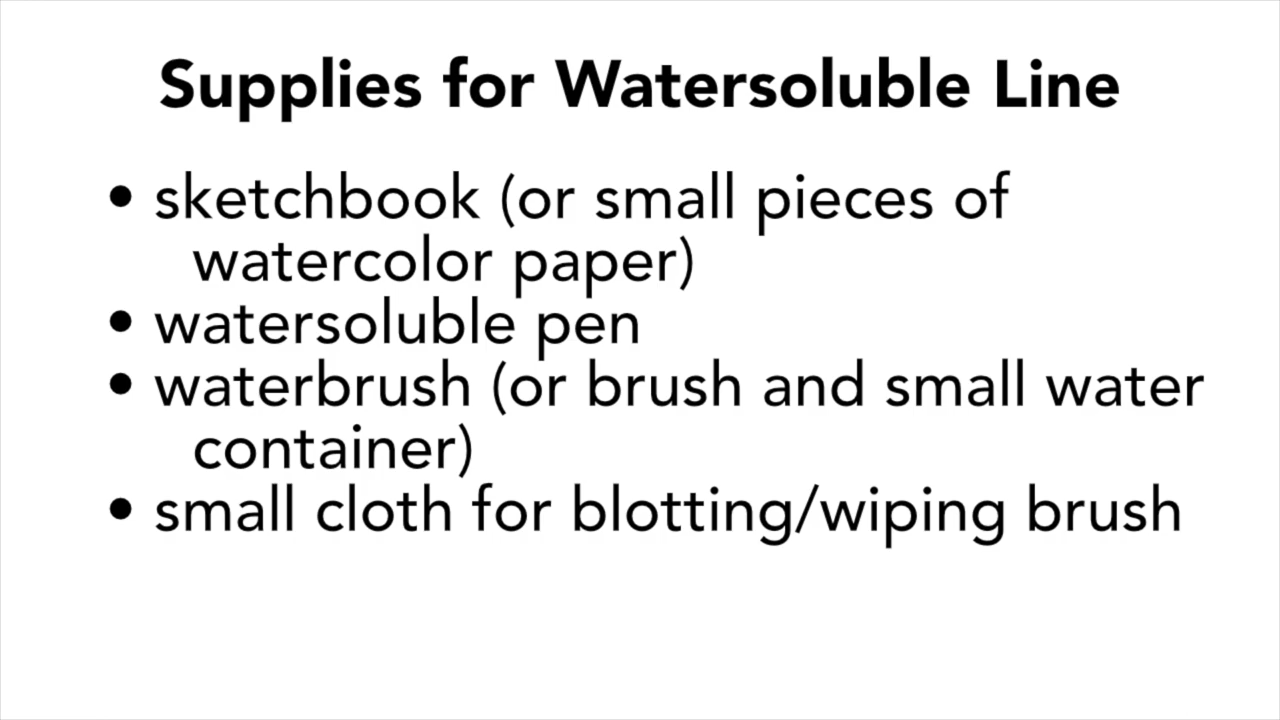 Supplies for Watersoluble Line
• sketchbook (or small pieces of
watercolor paper)
• watersoluble pen
• waterbrush (or brush and small water
container)
• small cloth for blotting/wiping brush